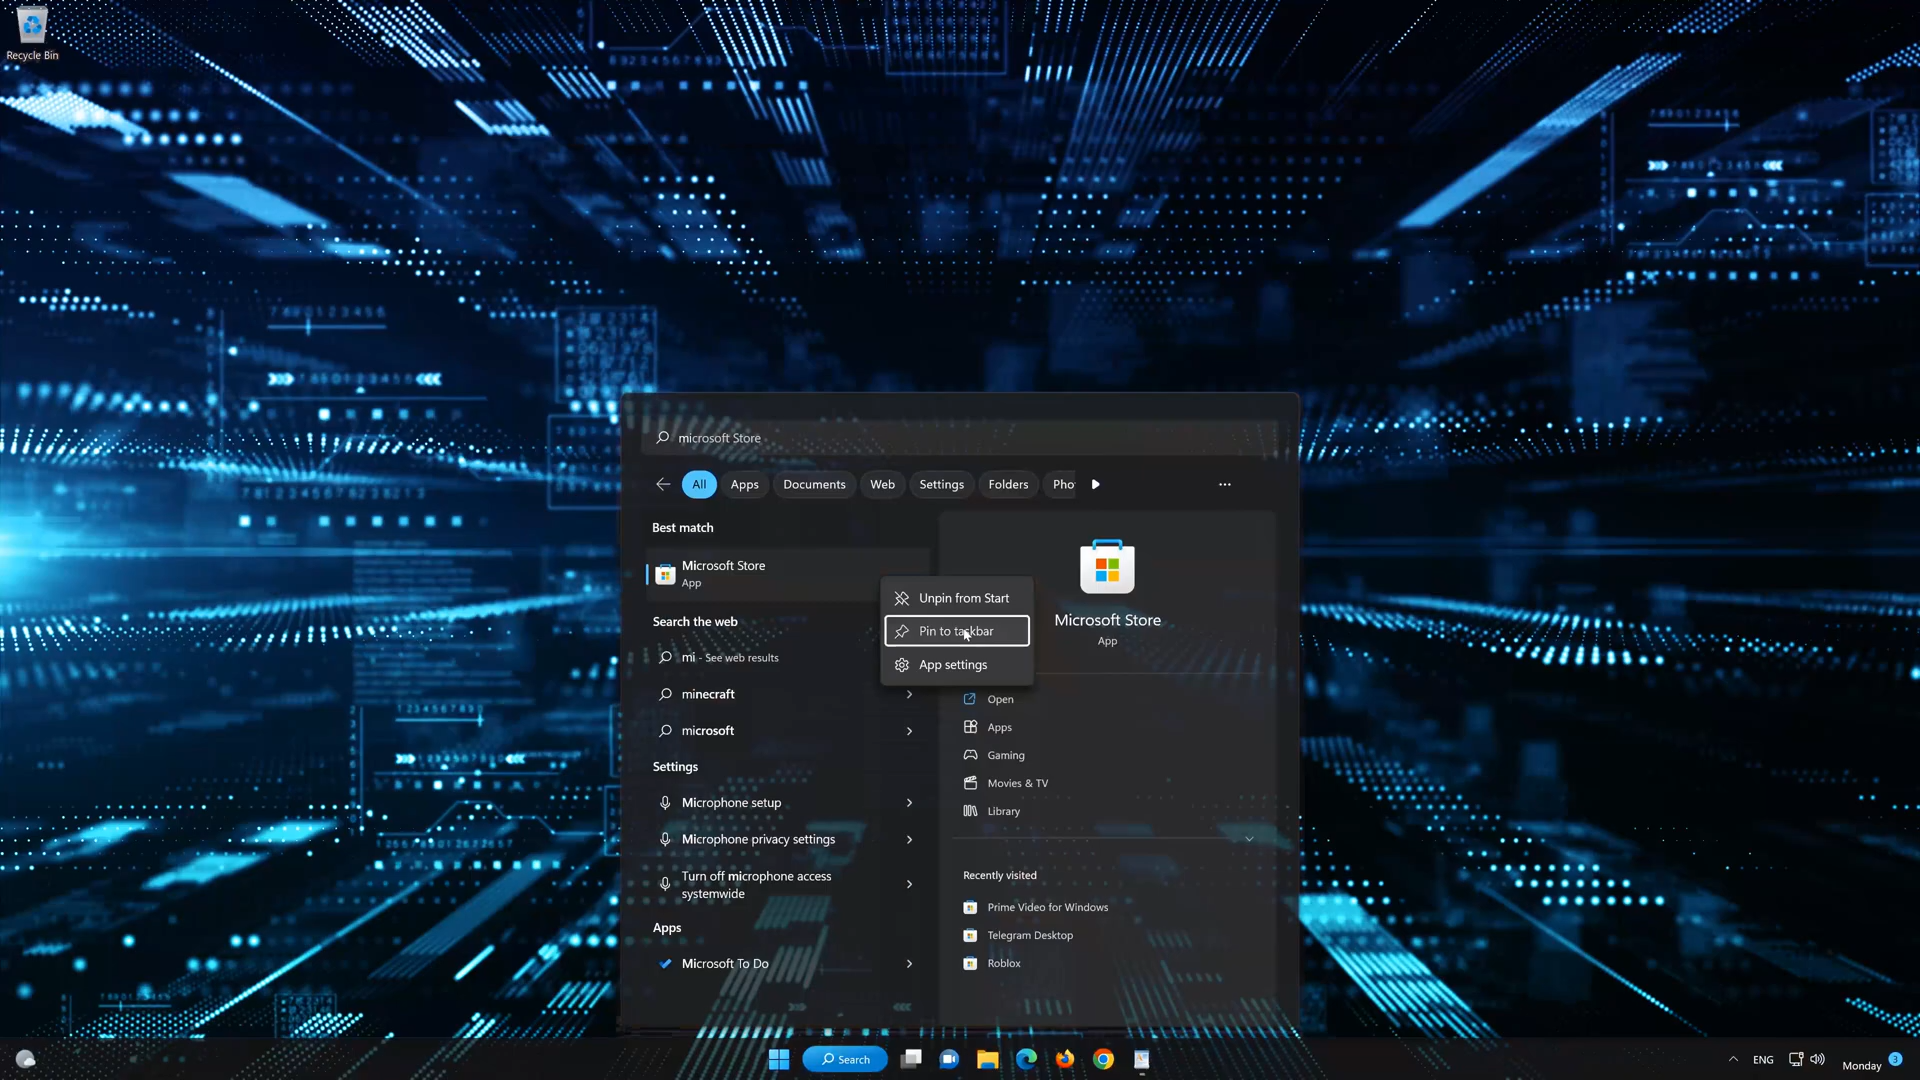 Recycle Bin
microsoft Store
All
Apps
Documents
Web
Settings
Folders
Pho
Best match
Microsoft Store
App
Search the web
mi - See web results
minecraft
microsoft
Settings
Microphone setup
Microphone privacy settings
Turn off microphone access
systemwide
Apps
Microsoft To Do
Unpin from Start
Pin to taskbar
App settings
Microsoft Store
App
Open
Apps
Gaming
Movies & TV
Library
Recently visited
Prime Video for Windows
Telegram Desktop
Roblox
Search
ENG
Monday
3